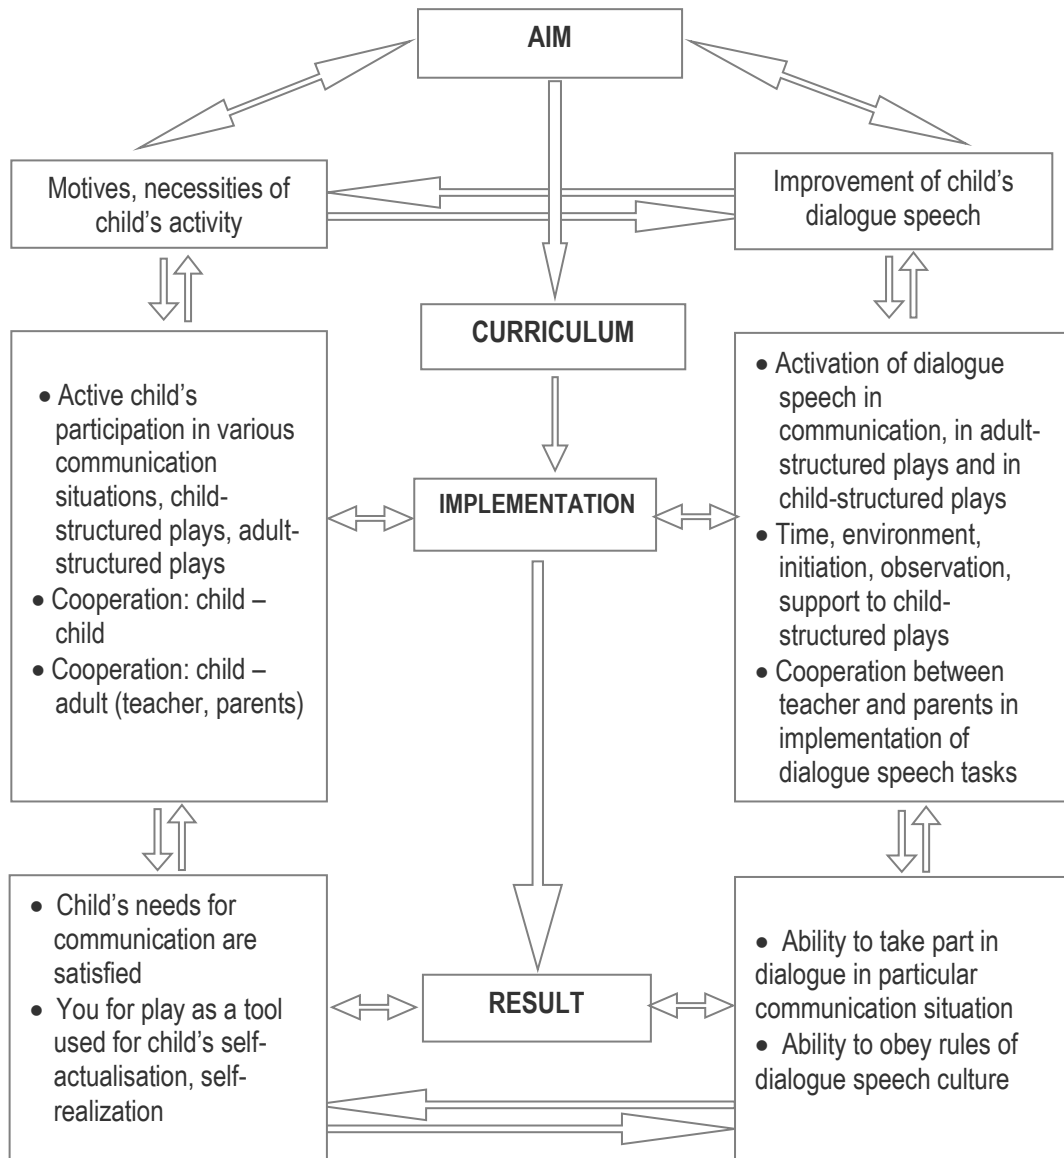 AIM
Motives, necessities of
child's activity
Improvement of child's
dialogue speech
CURRICULUM
• Active child's
participation in various
communication
situations, child-
structured plays, adult-
structured plays
• Cooperation: child –
child
• Cooperation: child –
adult (teacher, parents)
IMPLEMENTATION
• Activation of dialogue
speech in
communication, in adult-
structured plays and in
child-structured plays
• Time, environment,
initiation, observation,
support to child-
structured plays
• Cooperation between
teacher and parents in
implementation of
dialogue speech tasks
• Child's needs for
communication are
satisfied
• You for play as a tool
used for child's self-
actualisation, self-
realization
RESULT
• Ability to take part in
dialogue in particular
communication situation
• Ability to obey rules of
dialogue speech culture